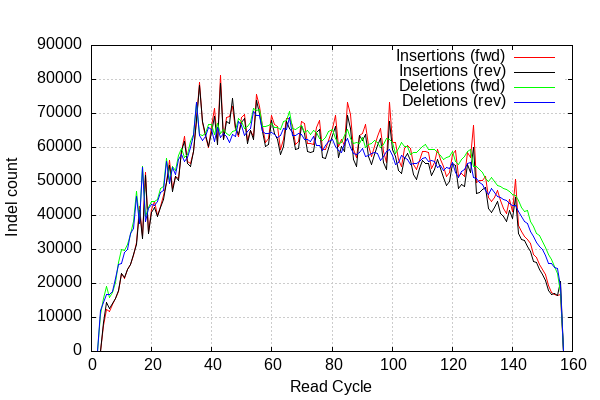 90000
80000
70000
60000
50000
40000
30000
20000
10000
0
Indel count
Insertions (fwd)
Insertions (rev)
Deletions (fwd)
Deletions (rev)
0 20 40 60 80 100 120 140 160
Read Cycle